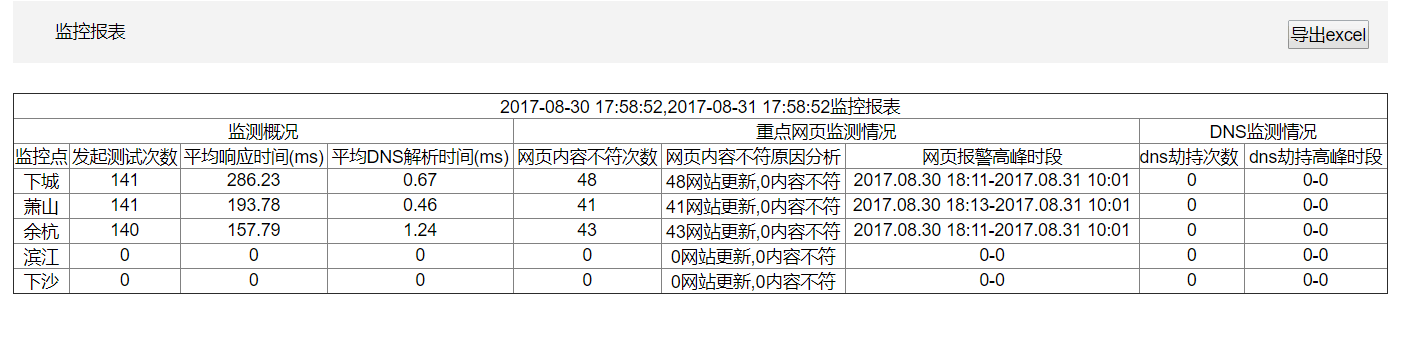 监控报表
导出excel
2017-08-30 17:58:52,2017-08-31 17:58:52监控报表
监测概况 重点网页监测情况 DNS监测情况
监控点 发起测试次数 平均响应时间(ms) 平均DNS解析时间(ms) 网页内容不符次数 网页内容不符原因分析 网页报警高峰时段 dns劫持次数 dns劫持高峰时段
下城 141 286.23 0.67 48 48网站更新,0内容不符 2017.08.30 18:11-2017.08.31 10:01 0 0-0
萧山 141 193.78 0.46 41 41网站更新,0内容不符 2017.08.30 18:13-2017.08.31 10:01 0 0-0
余杭 140 157.79 1.24 43 43网站更新,0内容不符 2017.08.30 18:11-2017.08.31 10:01 0 0-0
滨江 0 0 0 0 0网站更新,0内容不符 0-0 0 0-0
下沙 0 0 0 0 0网站更新,0内容不符 0-0 0 0-0